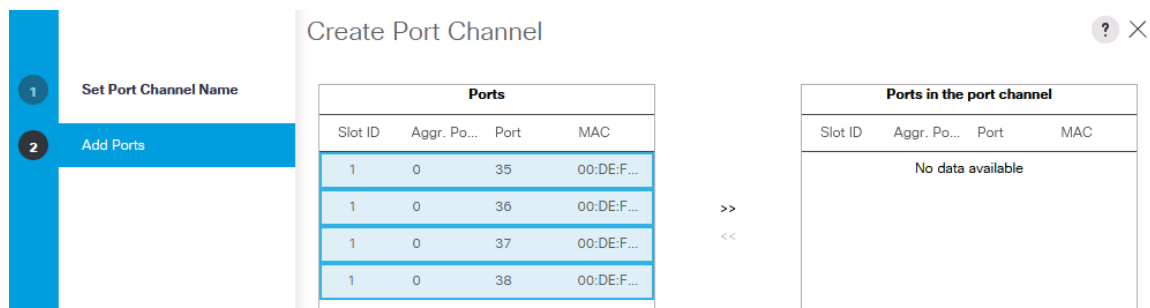 Create Port Channel
? ×
1 Set Port Channel Name
2 Add Ports
Ports
Slot ID Aggr. Po... Port MAC
1 0 35 00:DE:F...
1 0 36 00:DE:F...
1 0 37 00:DE:F...
1 0 38 00:DE:F...
>>
<<
Ports in the port channel
Slot ID Aggr. Po... Port MAC
No data available